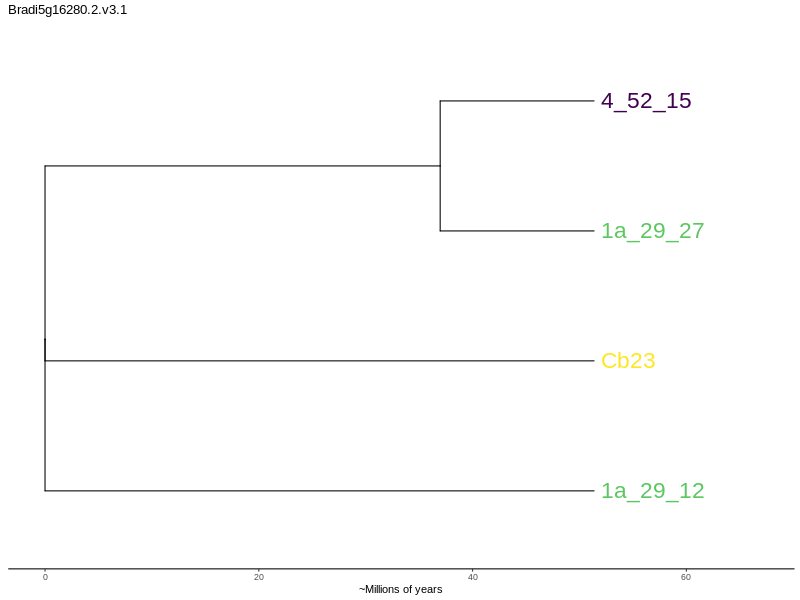 Bradi5g16280.2.v3.1
4_52_15
1a_29_27
Cb23
1a_29_12
0 20 40 60
~Millions of years